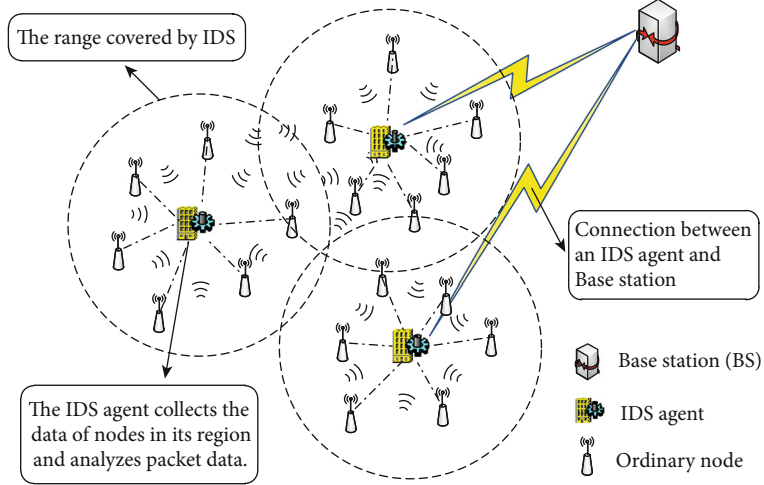 The range covered by IDS
Connection between
an IDS agent and
Base station
The IDS agent collects the
data of nodes in its region
and analyzes packet data.
Base station (BS)
IDS agent
Ordinary node